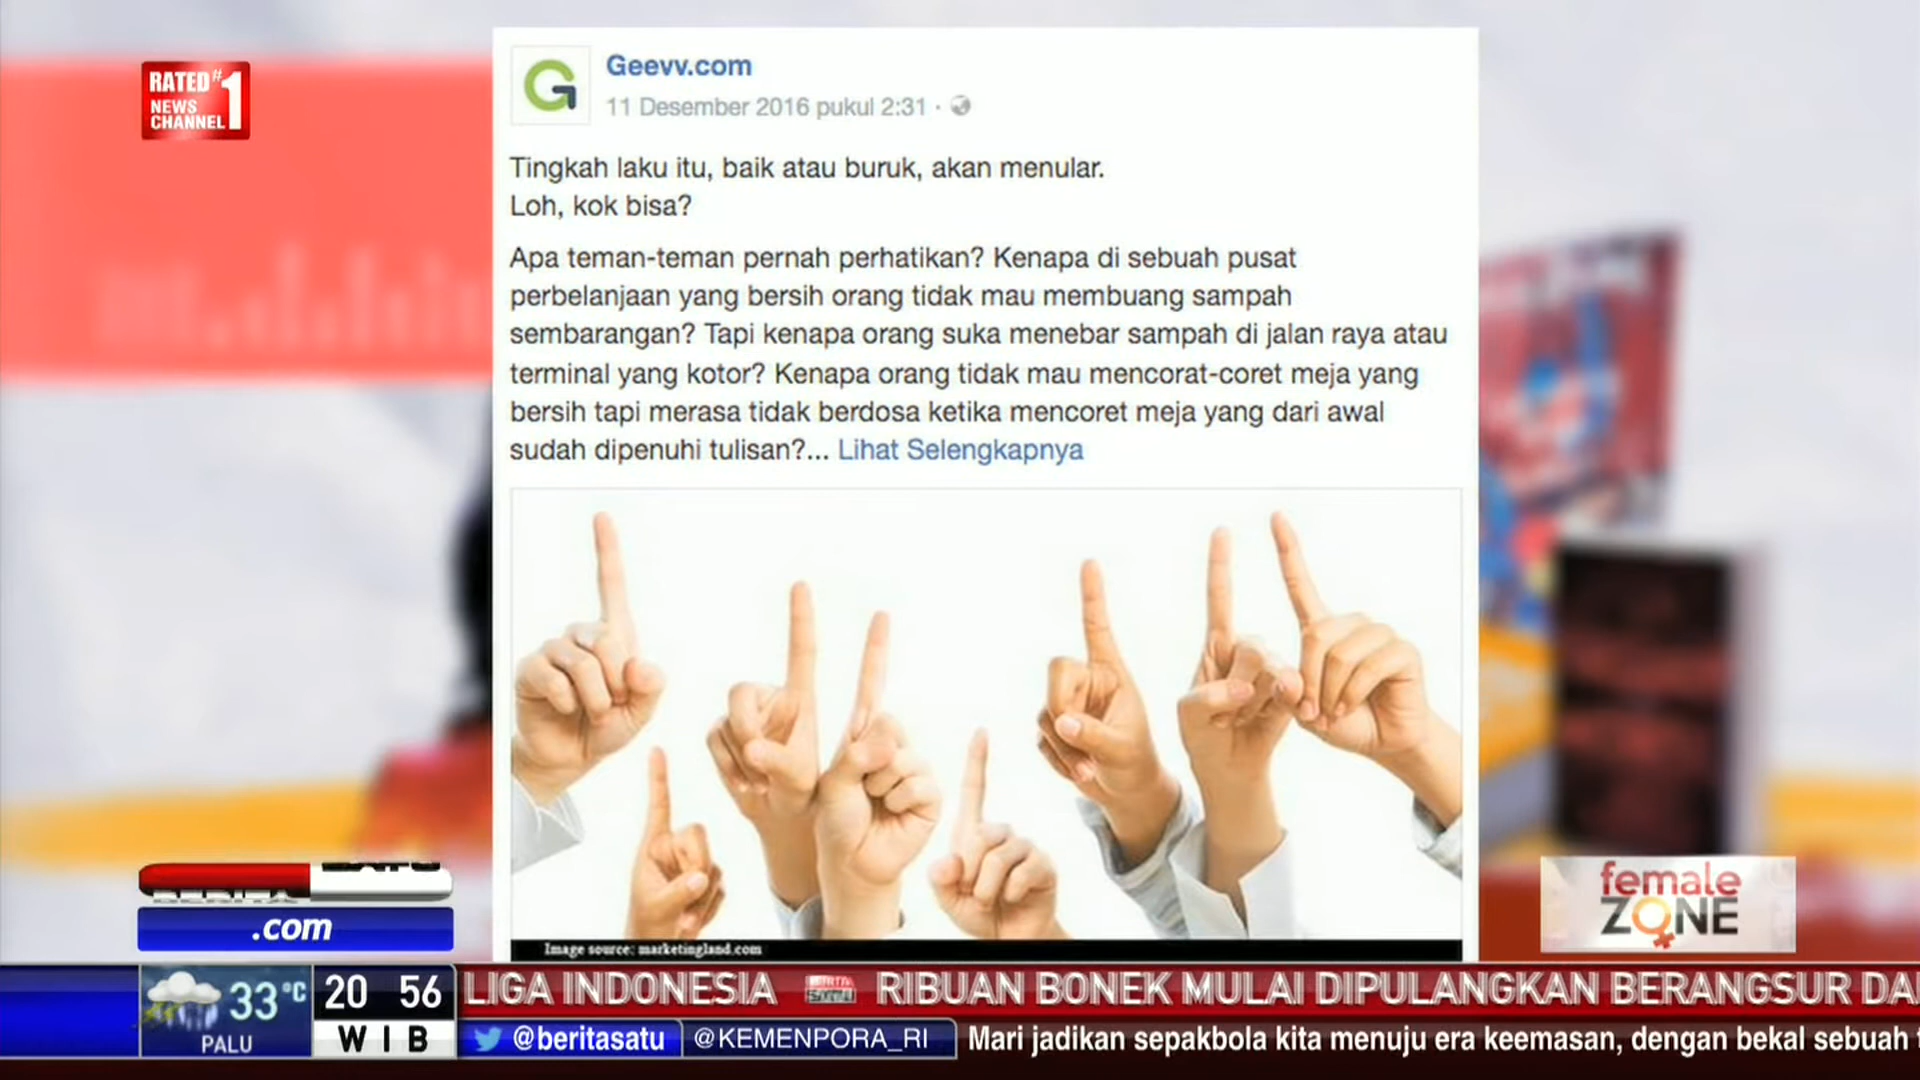 RATED #1
NEWS
CHANNEL
Geevv.com
11 Desember 2016 pukul 2:31 ·
Tingkah laku itu, baik atau buruk, akan menular.
Loh, kok bisa?
Apa teman-teman pernah perhatikan? Kenapa di sebuah pusat
perbelanjaan yang bersih orang tidak mau membuang sampah
sembarangan? Tapi kenapa orang suka menebar sampah di jalan raya atau
terminal yang kotor? Kenapa orang tidak mau mencorat-coret meja yang
bersih tapi merasa tidak berdosa ketika mencoret meja yang dari awal
sudah dipenuhi tulisan?... Lihat Selengkapnya
Image source: marketingland.com
.com
female
ZONE
33°C
PALU
20 56
WIB
LIGA INDONESIA BERITA SATU RIBUAN BONEK MULAI DIPULANGKAN BERANGSUR DA
@beritasatu @KEMENPORA_RI Mari jadikan sepakbola kita menuju era keemasan, dengan bekal sebuah